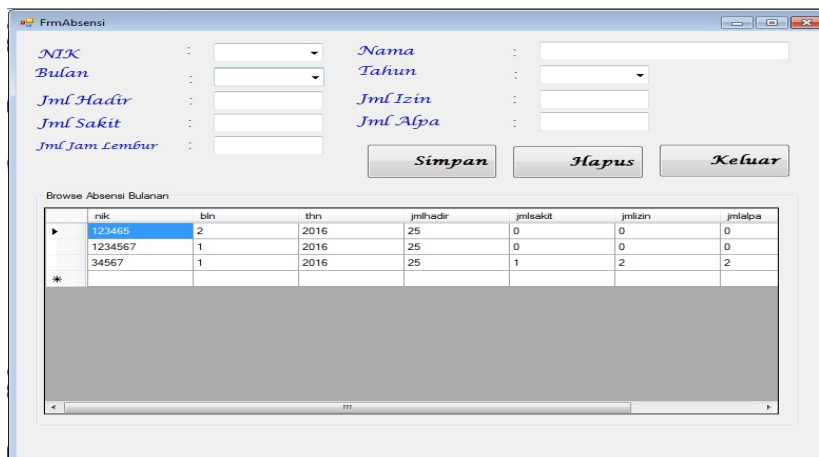 FrmAbsensi
NIK : Nama :
Bulan : Tahun :
Jml Hadir : Jml Izin :
Jml Sakit : Jml Alpa :
Jml Jam Lembur :
Simpan Hapus Keluar
Browse Absensi Bulanan
nik bln thn jmlhadir jmlsakit jmlizin jmlalpa
123465 2 2016 25 0 0 0
1234567 1 2016 25 0 0 0
34567 1 2016 25 1 2 2